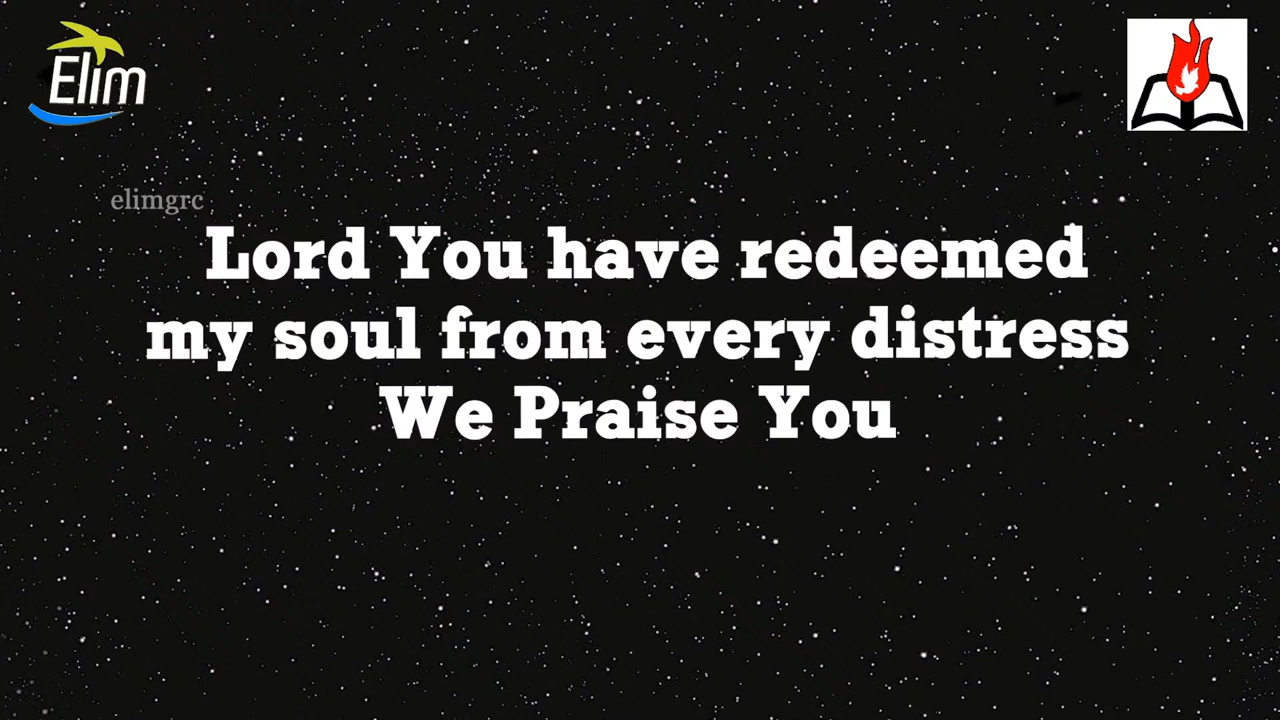 Elim
elimgrc
Lord You have redeemed
my soul from every distress
We Praise You